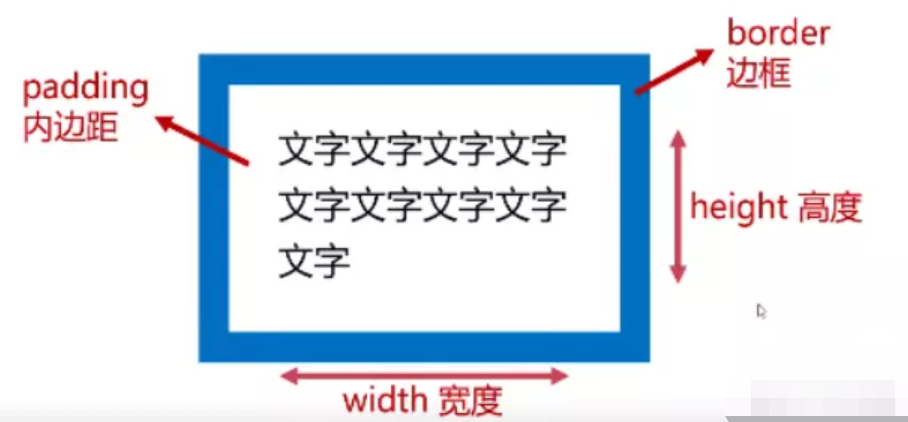 border
边框
padding
内边距
文字文字文字文字
文字文字文字文字
文字
height 高度
width 宽度